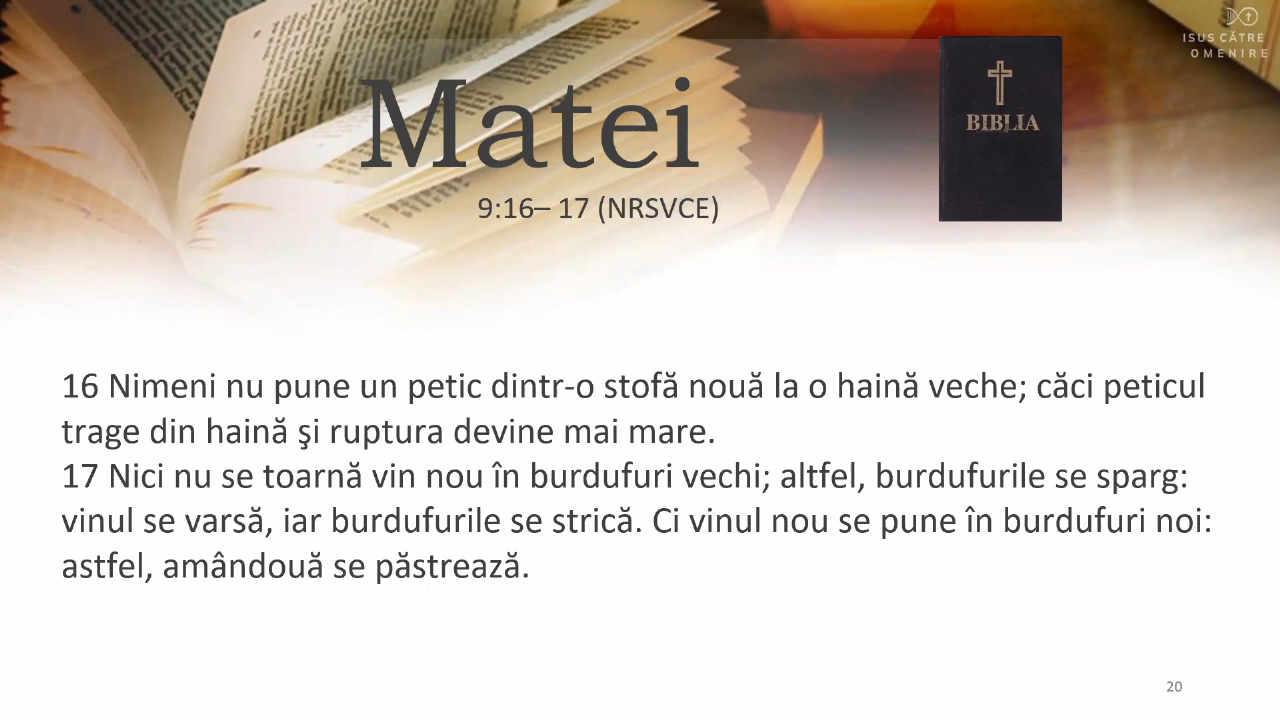 ISUS CĂTRE
OMENIRE
BIBLIA
Matei
9:16– 17 (NRSVCE)
16 Nimeni nu pune un petic dintr-o stofă nouă la o haină veche; căci peticul
trage din haină şi ruptura devine mai mare.
17 Nici nu se toarnă vin nou în burdufuri vechi; altfel, burdufurile se sparg:
vinul se varsă, iar burdufurile se strică. Ci vinul nou se pune în burdufuri noi:
astfel, amândouă se păstrează.
20